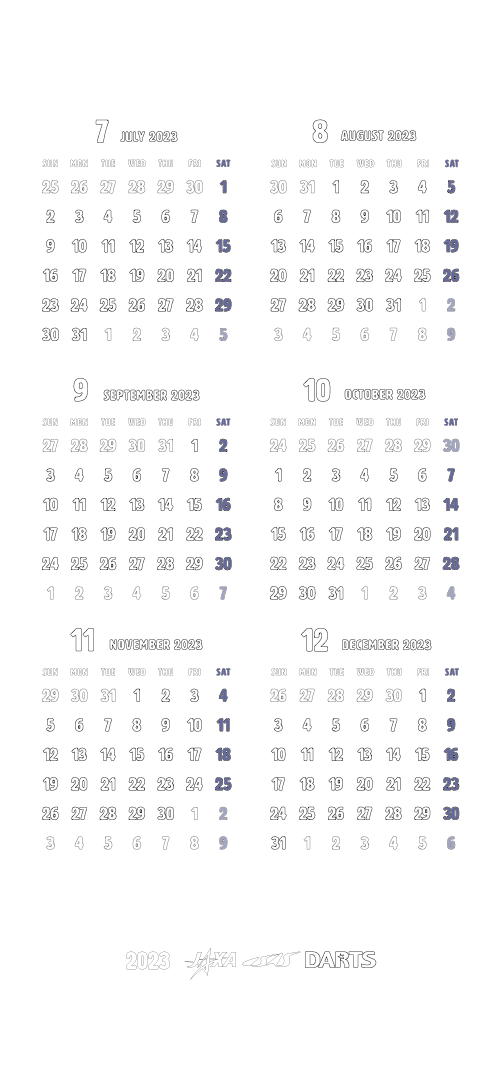 7 JULY 2023
SUN MON TUE WED THU FRI SAT
25 26 27 28 29 30 1
2 3 4 5 6 7 8
9 10 11 12 13 14 15
16 17 18 19 20 21 22
23 24 25 26 27 28 29
30 31 1 2 3 4 5
8 AUGUST 2023
SUN MON TUE WED THU FRI SAT
30 31 1 2 3 4 5
6 7 8 9 10 11 12
13 14 15 16 17 18 19
20 21 22 23 24 25 26
27 28 29 30 31 1 2
3 4 5 6 7 8 9
9 SEPTEMBER 2023
SUN MON TUE WED THU FRI SAT
27 28 29 30 31 1 2
3 4 5 6 7 8 9
10 11 12 13 14 15 16
17 18 19 20 21 22 23
24 25 26 27 28 29 30
1 2 3 4 5 6 7
10 OCTOBER 2023
SUN MON TUE WED THU FRI SAT
24 25 26 27 28 29 30
1 2 3 4 5 6 7
8 9 10 11 12 13 14
15 16 17 18 19 20 21
22 23 24 25 26 27 28
29 30 31 1 2 3 4
11 NOVEMBER 2023
SUN MON TUE WED THU FRI SAT
29 30 31 1 2 3 4
5 6 7 8 9 10 11
12 13 14 15 16 17 18
19 20 21 22 23 24 25
26 27 28 29 30 1 2
3 4 5 6 7 8 9
12 DECEMBER 2023
SUN MON TUE WED THU FRI SAT
26 27 28 29 30 1 2
3 4 5 6 7 8 9
10 11 12 13 14 15 16
17 18 19 20 21 22 23
24 25 26 27 28 29 30
31 1 2 3 4 5 6
2023 JAXA DARTS